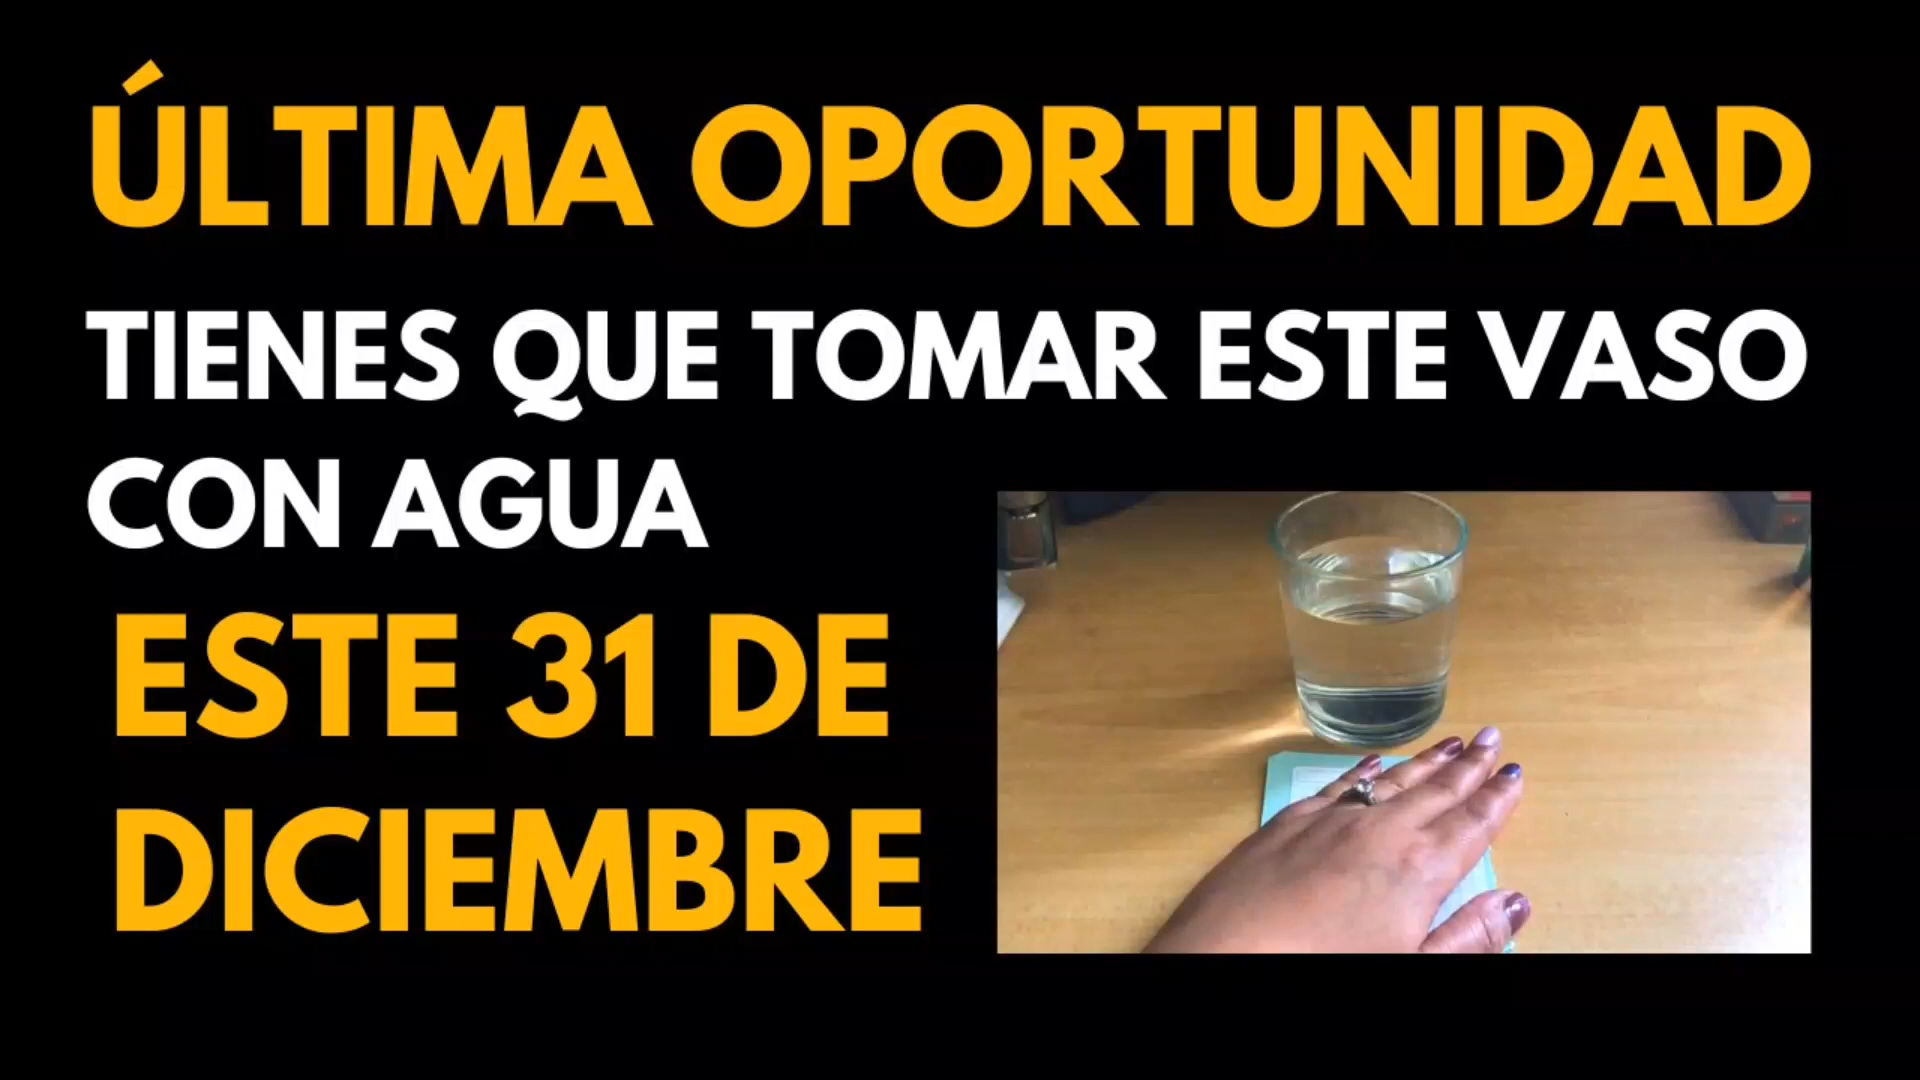 ÚLTIMA OPORTUNIDAD
TIENES QUE TOMAR ESTE VASO
CON AGUA
ESTE 31 DE
DICIEMBRE